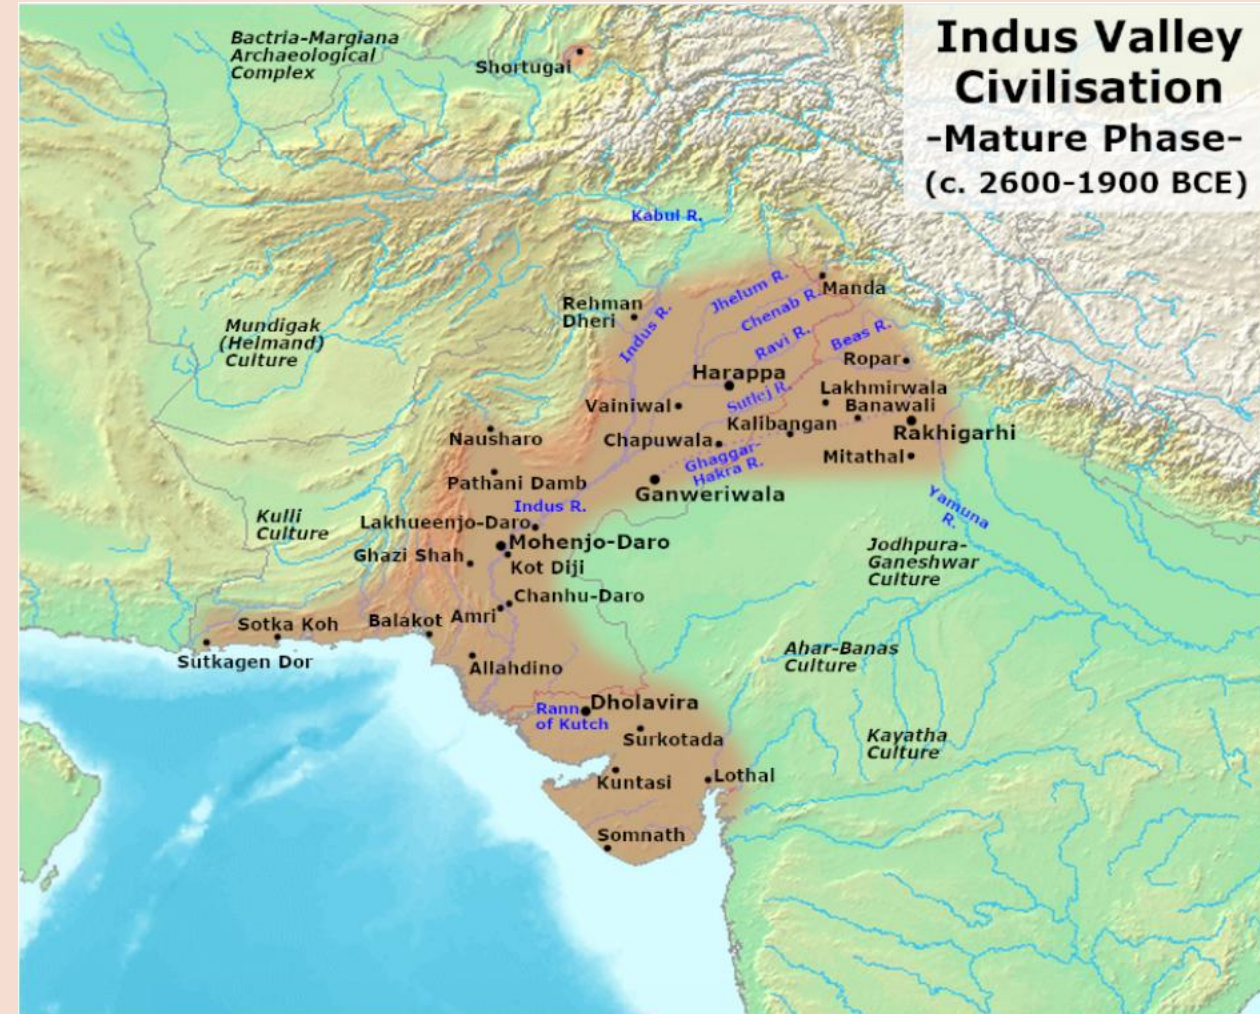 Indus Valley
Civilisation
-Mature Phase-
(c. 2600-1900 BCE)
Bactria-Margiana
Archaeological
Complex
Shortugai
Kabul R.
Mundigak
(Helmand)
Culture
Rehman
Dheri
Indus R.
Jhelum R.
Chenab R.
Ravi R.
Beas R.
Manda
Ropar
Harappa
Sutlej R.
Lakhmirwala
Banawali
Vainiwal
Kalibangan
Rakhigarhi
Nausharo
Chapuwala
Mitathal
Ghaggar-
Hakra R.
Pathani Damb
Ganweriwala
Yamuna
R.
Indus R.
Kulli
Culture
Lakhueenjo-Daro
Mohenjo-Daro
Ghazi Shah
Kot Diji
Jodhpura-
Ganeshwar
Culture
Chanhu-Daro
Amri
Balakot
Sotka Koh
Sutkagen Dor
Allahdino
Ahar-Banas
Culture
Dholavira
Rann
of Kutch
Surkotada
Kayatha
Culture
Kuntasi
Lothal
Somnath